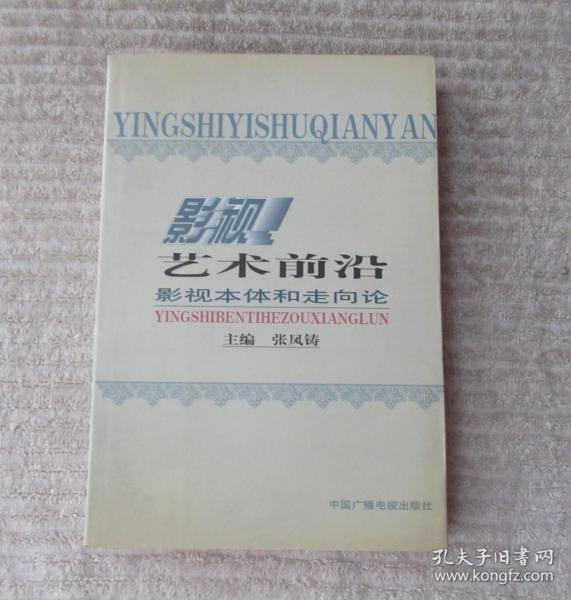 YINGSHIYISHUQIANYAN
影视
艺术前沿
影视本体和走向论
YINGSHIBENTIHEZOUXIANGLUN
主编 张凤铸
中国广播电视出版社
孔夫子旧书网
www.kongfz.com